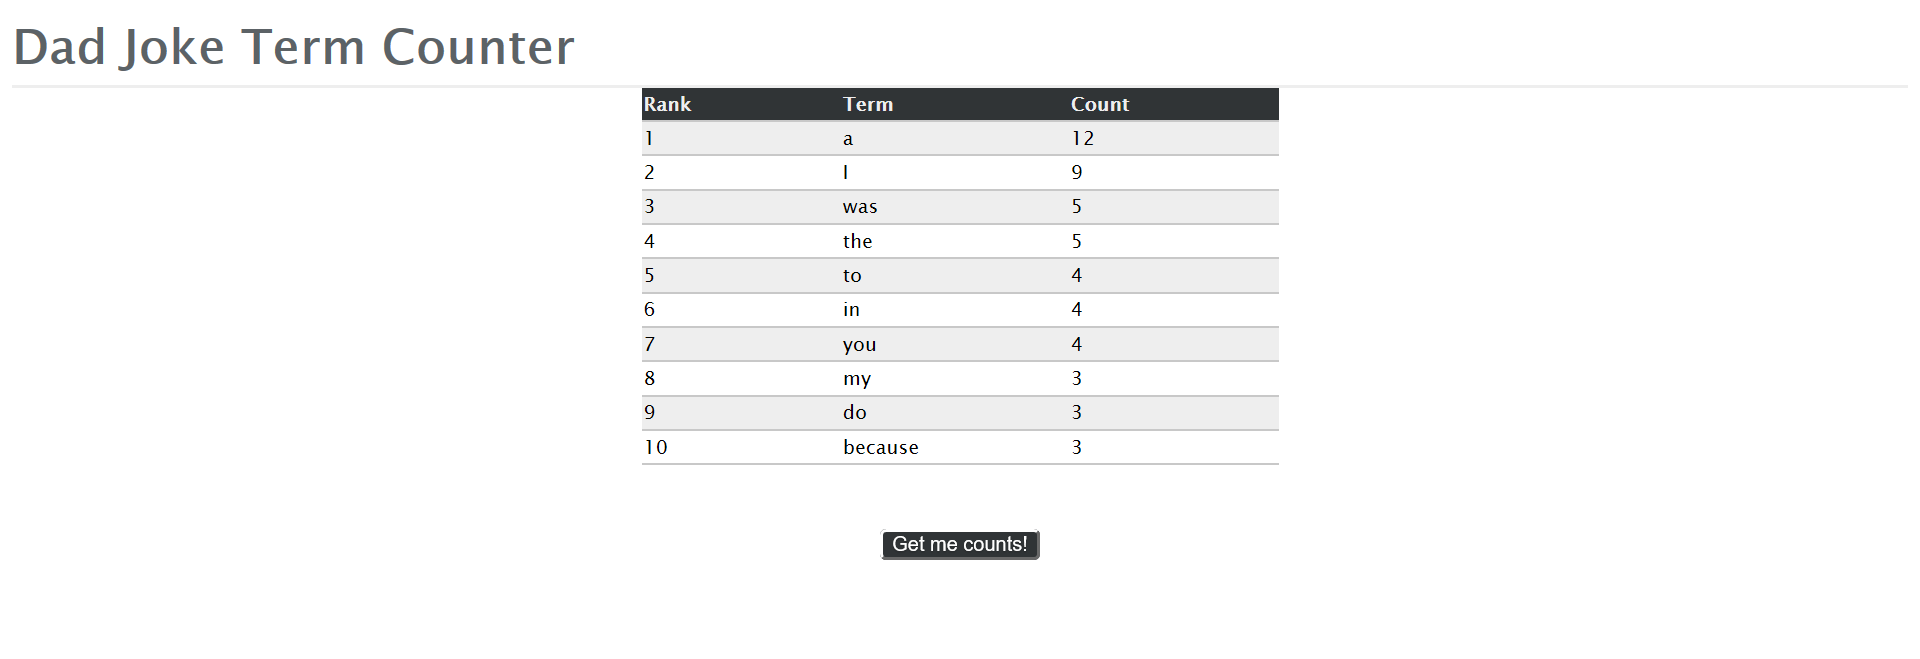 Dad Joke Term Counter
Rank Term Count
1 a 12
2 I 9
3 was 5
4 the 5
5 to 4
6 in 4
7 you 4
8 my 3
9 do 3
10 because 3
Get me counts!